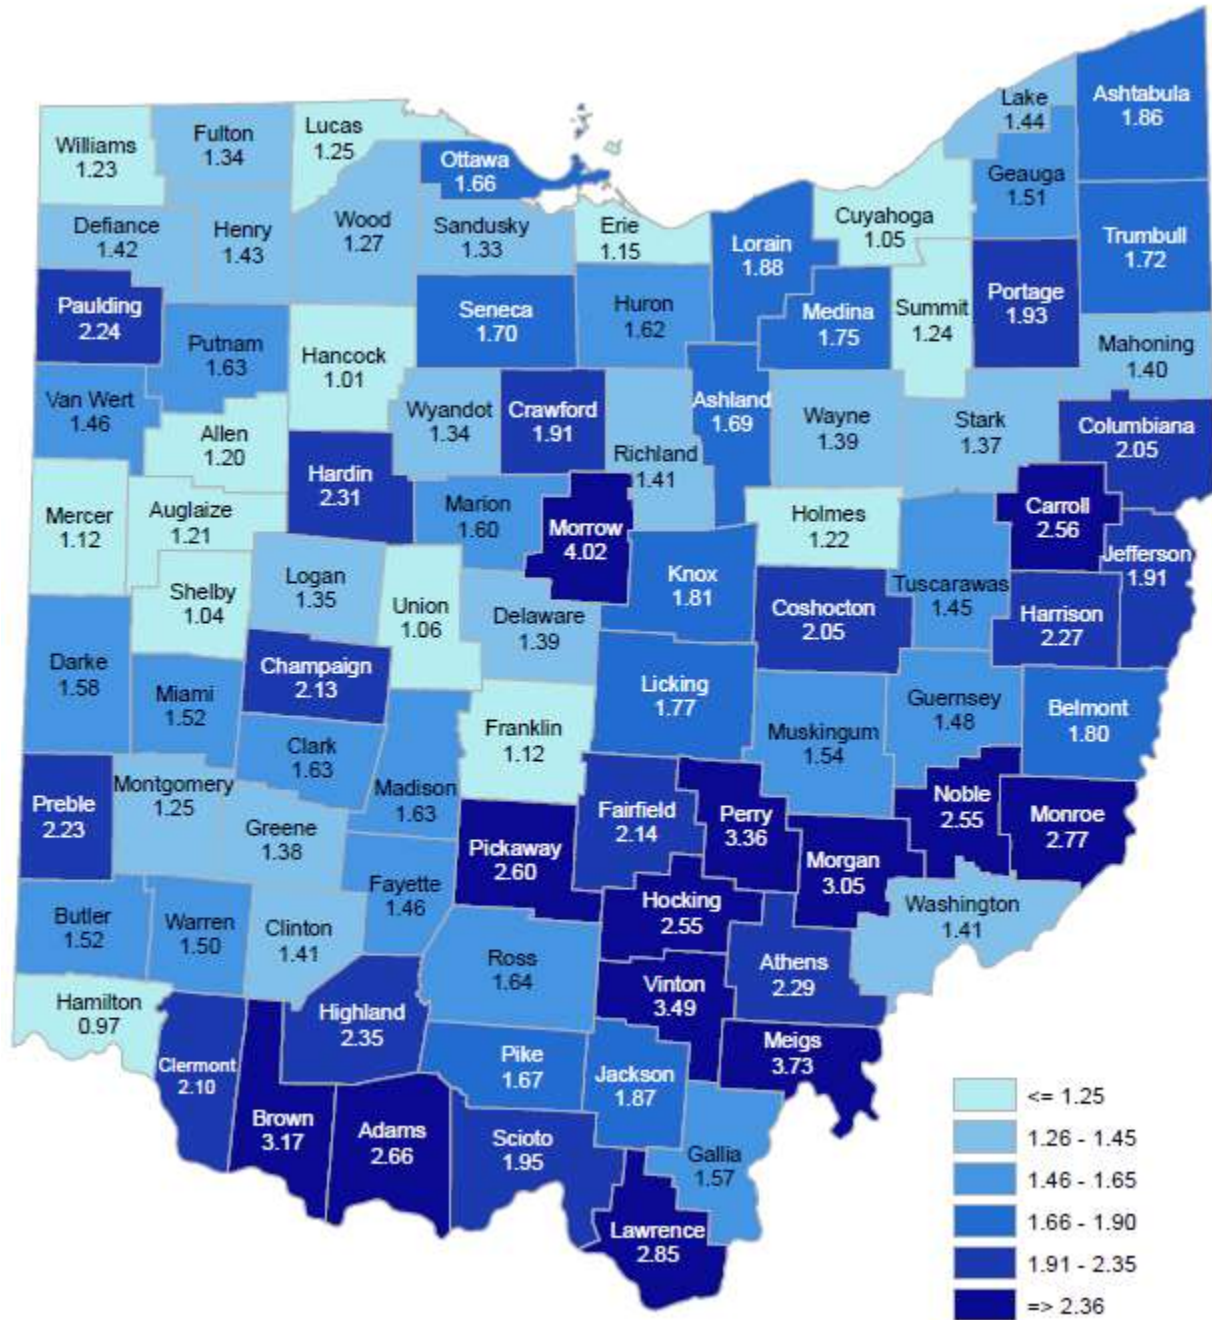 Ashtabula
1.86
Lake
1.44
Williams
1.23
Fulton
1.34
Lucas
1.25
Ottawa
1.66
Geauga
1.51
Defiance
1.42
Henry
1.43
Wood
1.27
Sandusky
1.33
Erie
1.15
Lorain
1.88
Cuyahoga
1.05
Trumbull
1.72
Paulding
2.24
Putnam
1.63
Hancock
1.01
Seneca
1.70
Huron
1.62
Medina
1.75
Summit
1.24
Portage
1.93
Mahoning
1.40
Van Wert
1.46
Allen
1.20
Wyandot
1.34
Crawford
1.91
Richland
1.41
Ashland
1.69
Wayne
1.39
Stark
1.37
Columbiana
2.05
Mercer
1.12
Auglaize
1.21
Hardin
2.31
Marion
1.60
Morrow
4.02
Holmes
1.22
Carroll
2.56
Jefferson
1.91
Shelby
1.04
Logan
1.35
Union
1.06
Delaware
1.39
Knox
1.81
Coshocton
2.05
Tuscarawas
1.45
Harrison
2.27
Darke
1.58
Miami
1.52
Champaign
2.13
Franklin
1.12
Licking
1.77
Muskingum
1.54
Guernsey
1.48
Belmont
1.80
Clark
1.63
Madison
1.63
Preble
2.23
Montgomery
1.25
Greene
1.38
Pickaway
2.60
Fairfield
2.14
Perry
3.36
Morgan
3.05
Noble
2.55
Monroe
2.77
Butler
1.52
Warren
1.50
Clinton
1.41
Fayette
1.46
Ross
1.64
Hocking
2.55
Washington
1.41
Hamilton
0.97
Highland
2.35
Vinton
3.49
Athens
2.29
Clermont
2.10
Brown
3.17
Adams
2.66
Pike
1.67
Jackson
1.87
Meigs
3.73
Scioto
1.95
Gallia
1.57
Lawrence
2.85
<= 1.25
1.26 - 1.45
1.46 - 1.65
1.66 - 1.90
1.91 - 2.35
=> 2.36